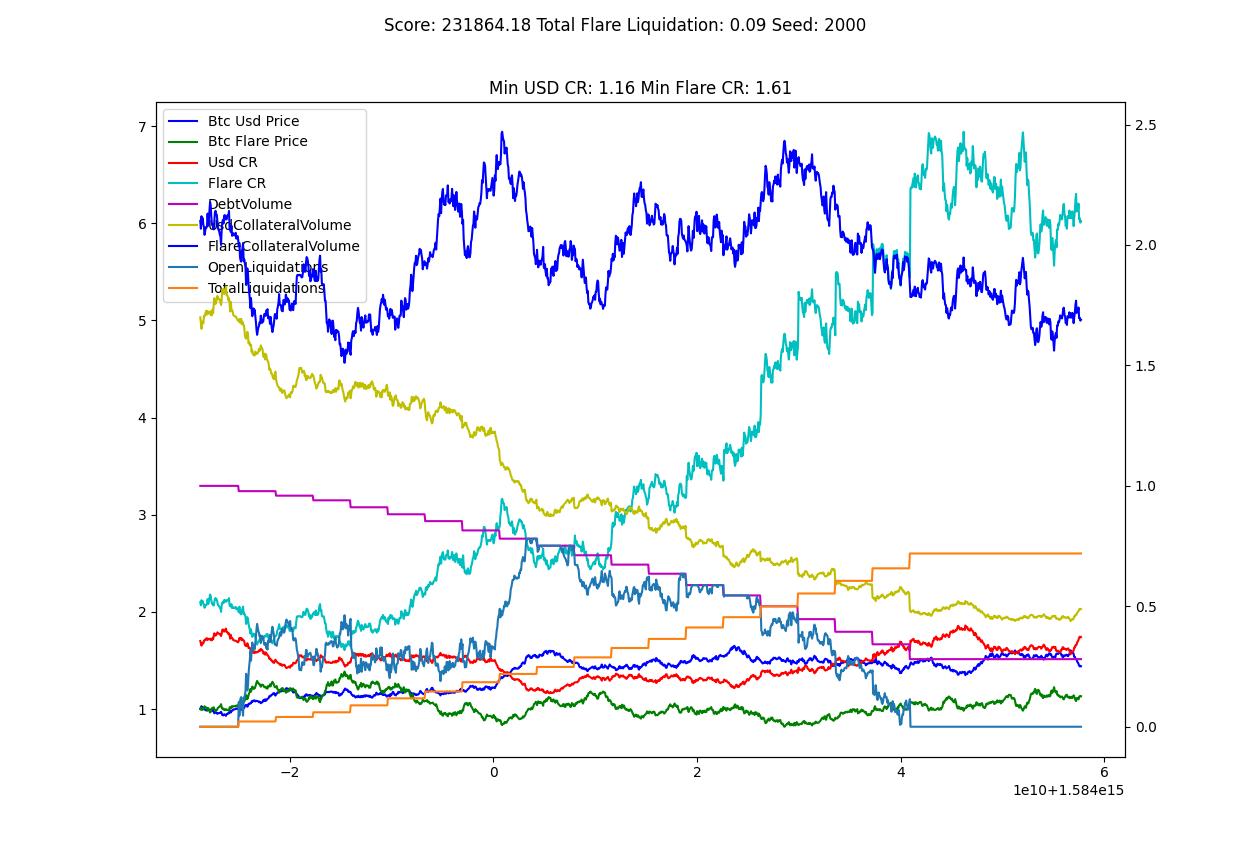 Score: 231864.18 Total Flare Liquidation: 0.09 Seed: 2000
Min USD CR: 1.16 Min Flare CR: 1.61
Btc Usd Price
Btc Flare Price
Usd CR
Flare CR
DebtVolume
UsdCollateralVolume
FlareCollateralVolume
OpenLiquidations
TotalLiquidations
7
6
5
4
3
2
1
2.5
2.0
1.5
1.0
0.5
0.0
−2
0
2
4
6
1e10+1.584e15